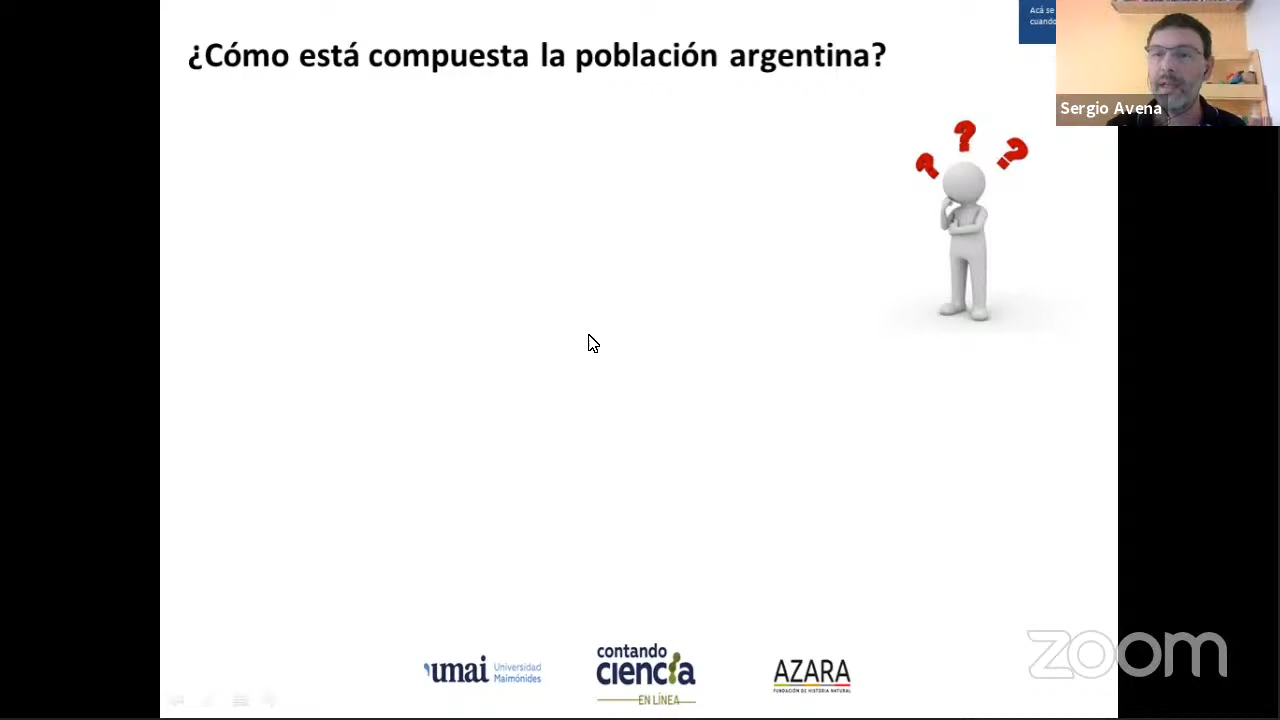 ¿Cómo está compuesta la población argentina?
Acá se
cuando
Sergio Avena
? ? ?
umai Universidad
Maimónides
contando
ciencia
EN LÍNEA
AZARA
FUNDACIÓN DE HISTORIA NATURAL
zoom